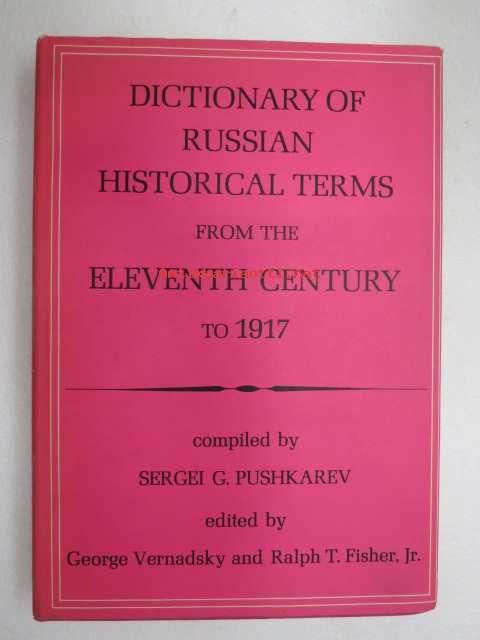 DICTIONARY OF
RUSSIAN
HISTORICAL TERMS
FROM THE
ELEVENTH CENTURY
TO 1917
compiled by
SERGEI G. PUSHKAREV
edited by
George Vernadsky and Ralph T. Fisher, Jr.